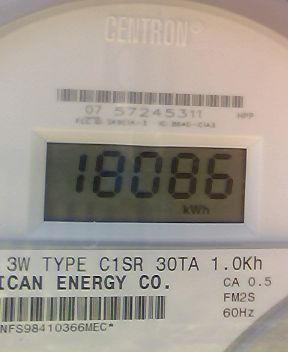 CENTRON®
07 57245311 NPP
18086
kWh
3W TYPE C1SR 30TA 1.0Kh
ICAN ENERGY CO.
CA 0.5
FM2S
60Hz
NFS98410366MEC*